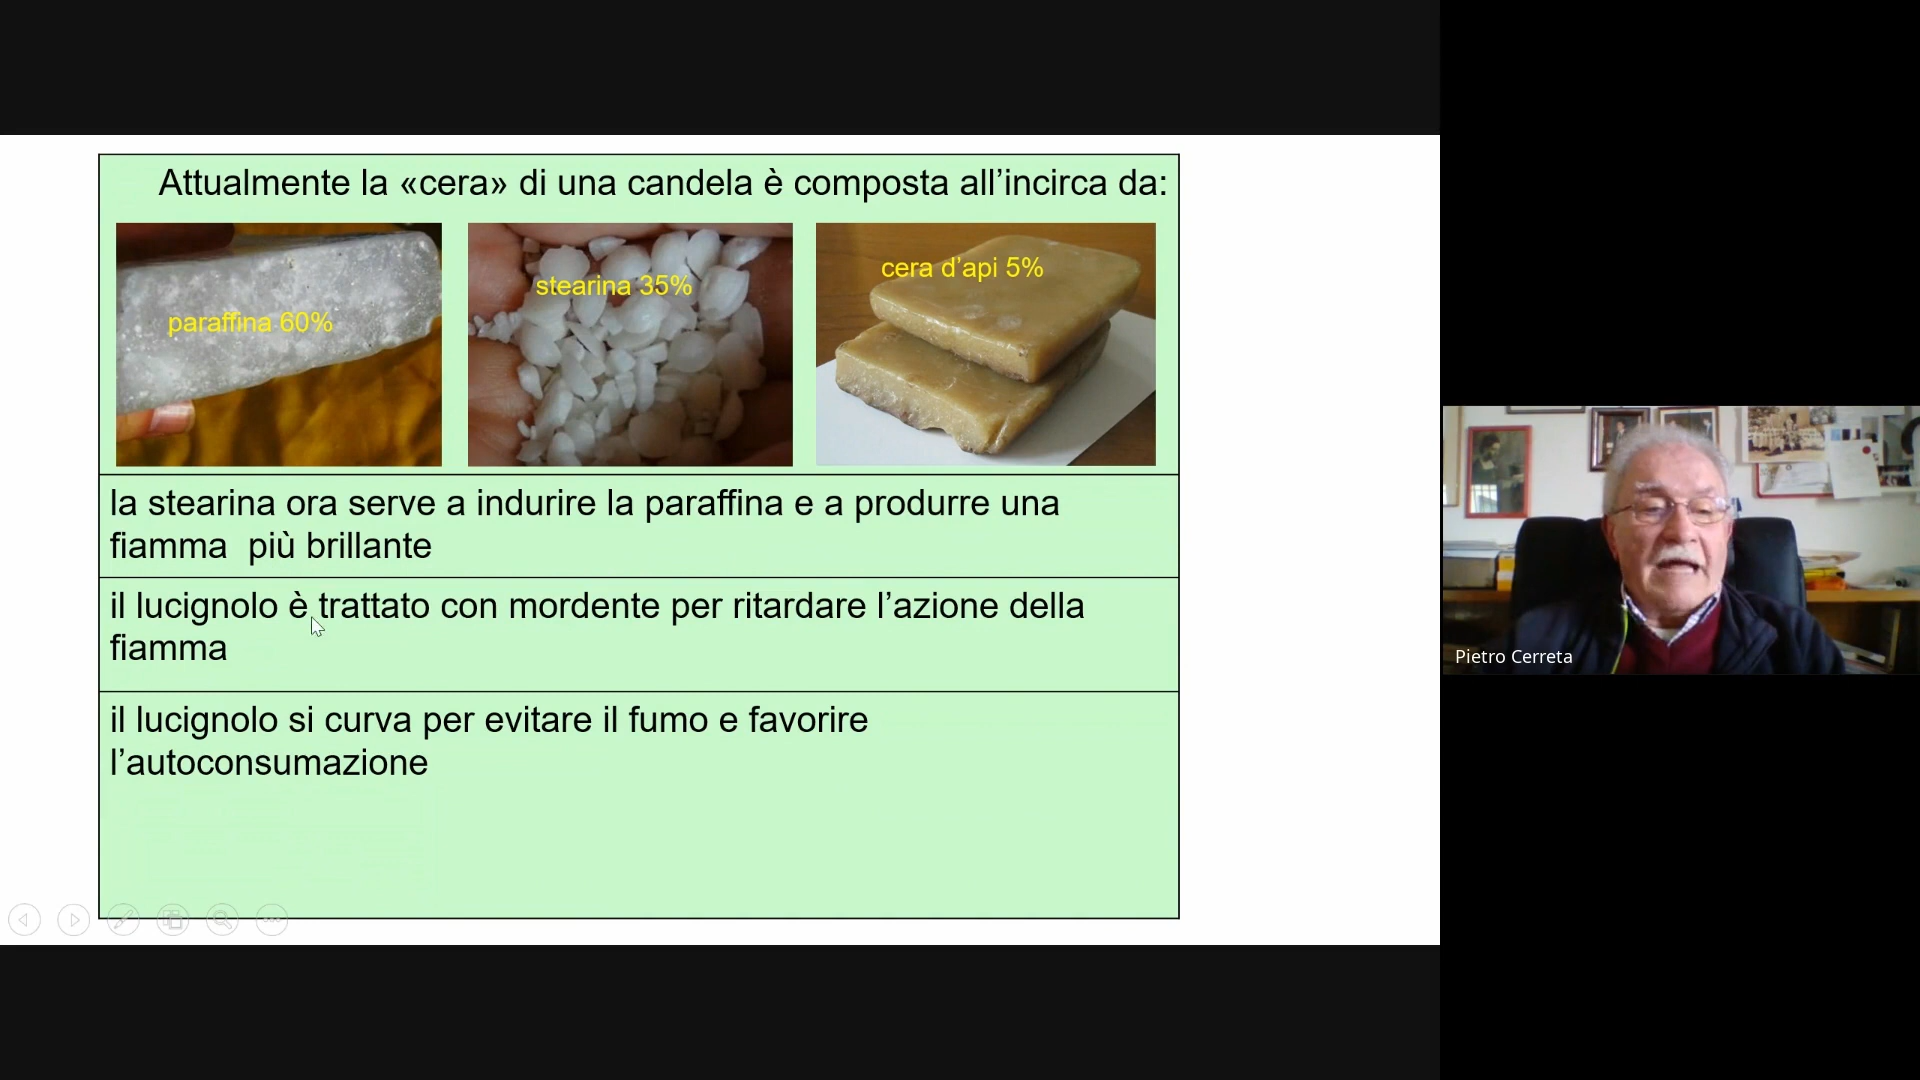 Attualmente la «cera» di una candela è composta all’incirca da:
paraffina 60%
stearina 35%
cera d’api 5%
la stearina ora serve a indurire la paraffina e a produrre una
fiamma  più brillante
il lucignolo è trattato con mordente per ritardare l’azione della
fiamma
il lucignolo si curva per evitare il fumo e favorire
l’autoconsumazione
Pietro Cerreta